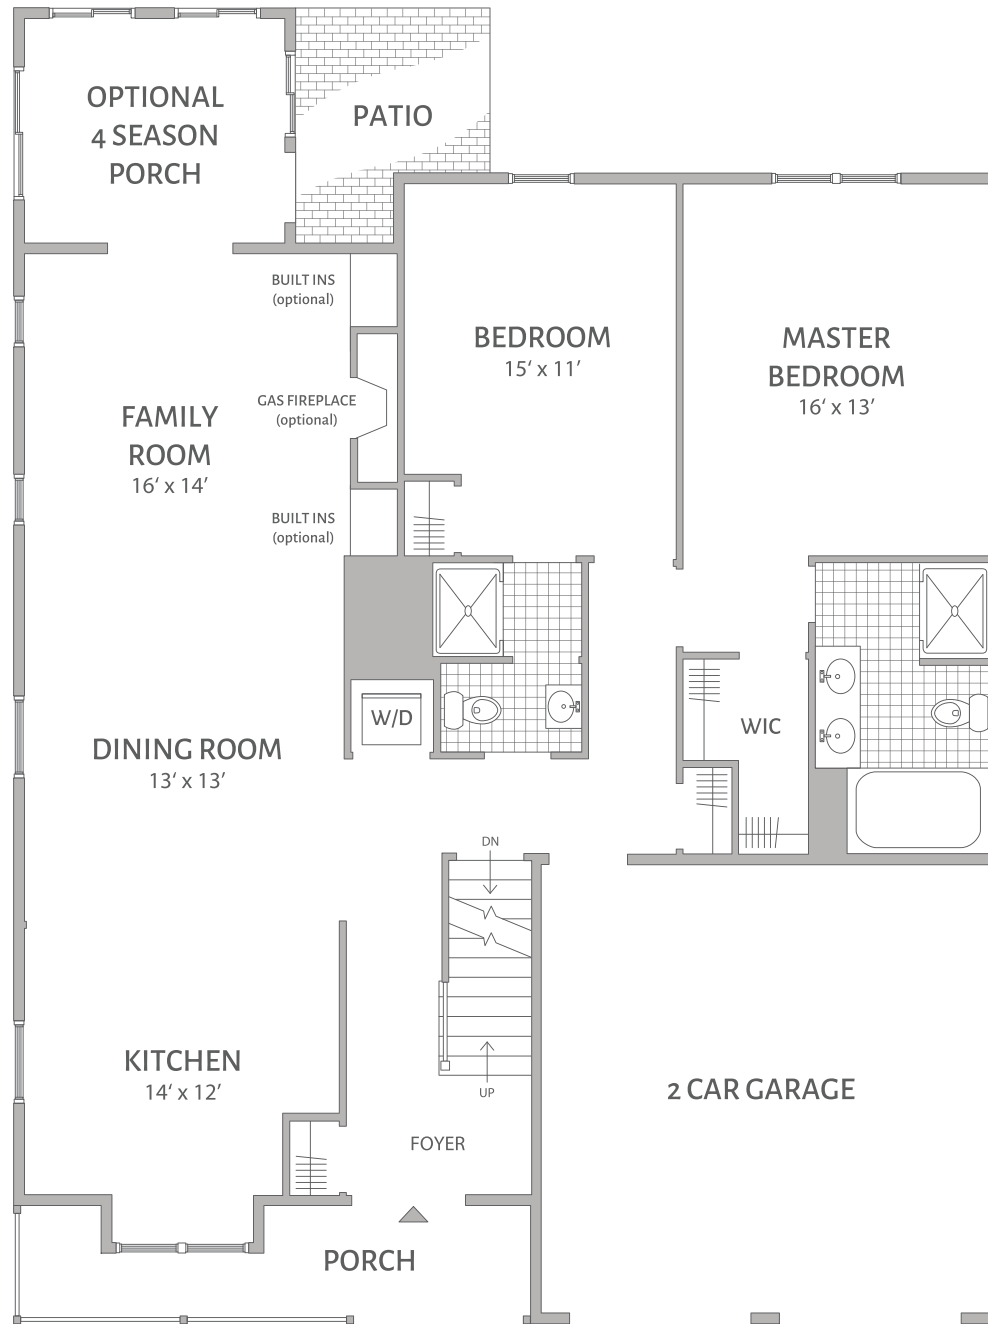 OPTIONAL
4 SEASON
PORCH
PATIO
BUILT INS
(optional)
BEDROOM
15‘ x 11’
MASTER
BEDROOM
16‘ x 13’
GAS FIREPLACE
(optional)
FAMILY
ROOM
16‘ x 14’
BUILT INS
(optional)
W/D
WIC
DINING ROOM
13‘ x 13’
DN
KITCHEN
14‘ x 12’
UP
2 CAR GARAGE
FOYER
PORCH